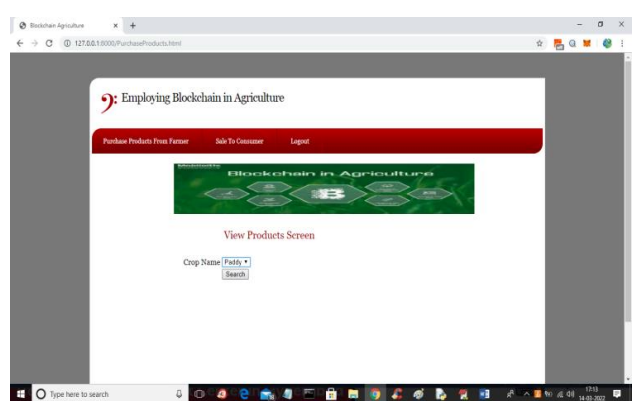 Blockchain Agriculture
127.0.0.1:8000/PurchaseProducts.html
Employing Blockchain in Agriculture
Purchase Products From Farmer Sale To Consumer Logout
Blockchain in Agriculture
B
View Products Screen
Crop Name Paddy
Search
Type here to search
17:13
14-03-2022